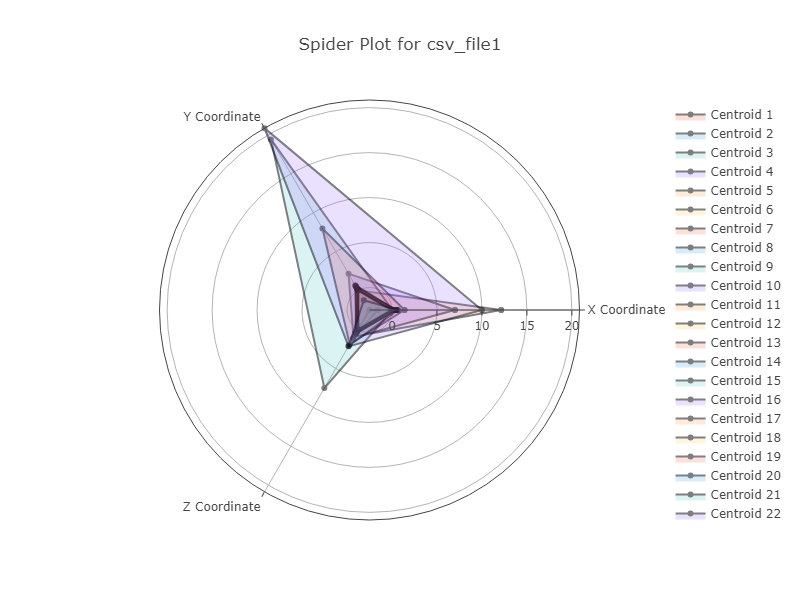 Spider Plot for csv_file1
Y Coordinate
X Coordinate
0 5 10 15 20
Z Coordinate
Centroid 1
Centroid 2
Centroid 3
Centroid 4
Centroid 5
Centroid 6
Centroid 7
Centroid 8
Centroid 9
Centroid 10
Centroid 11
Centroid 12
Centroid 13
Centroid 14
Centroid 15
Centroid 16
Centroid 17
Centroid 18
Centroid 19
Centroid 20
Centroid 21
Centroid 22